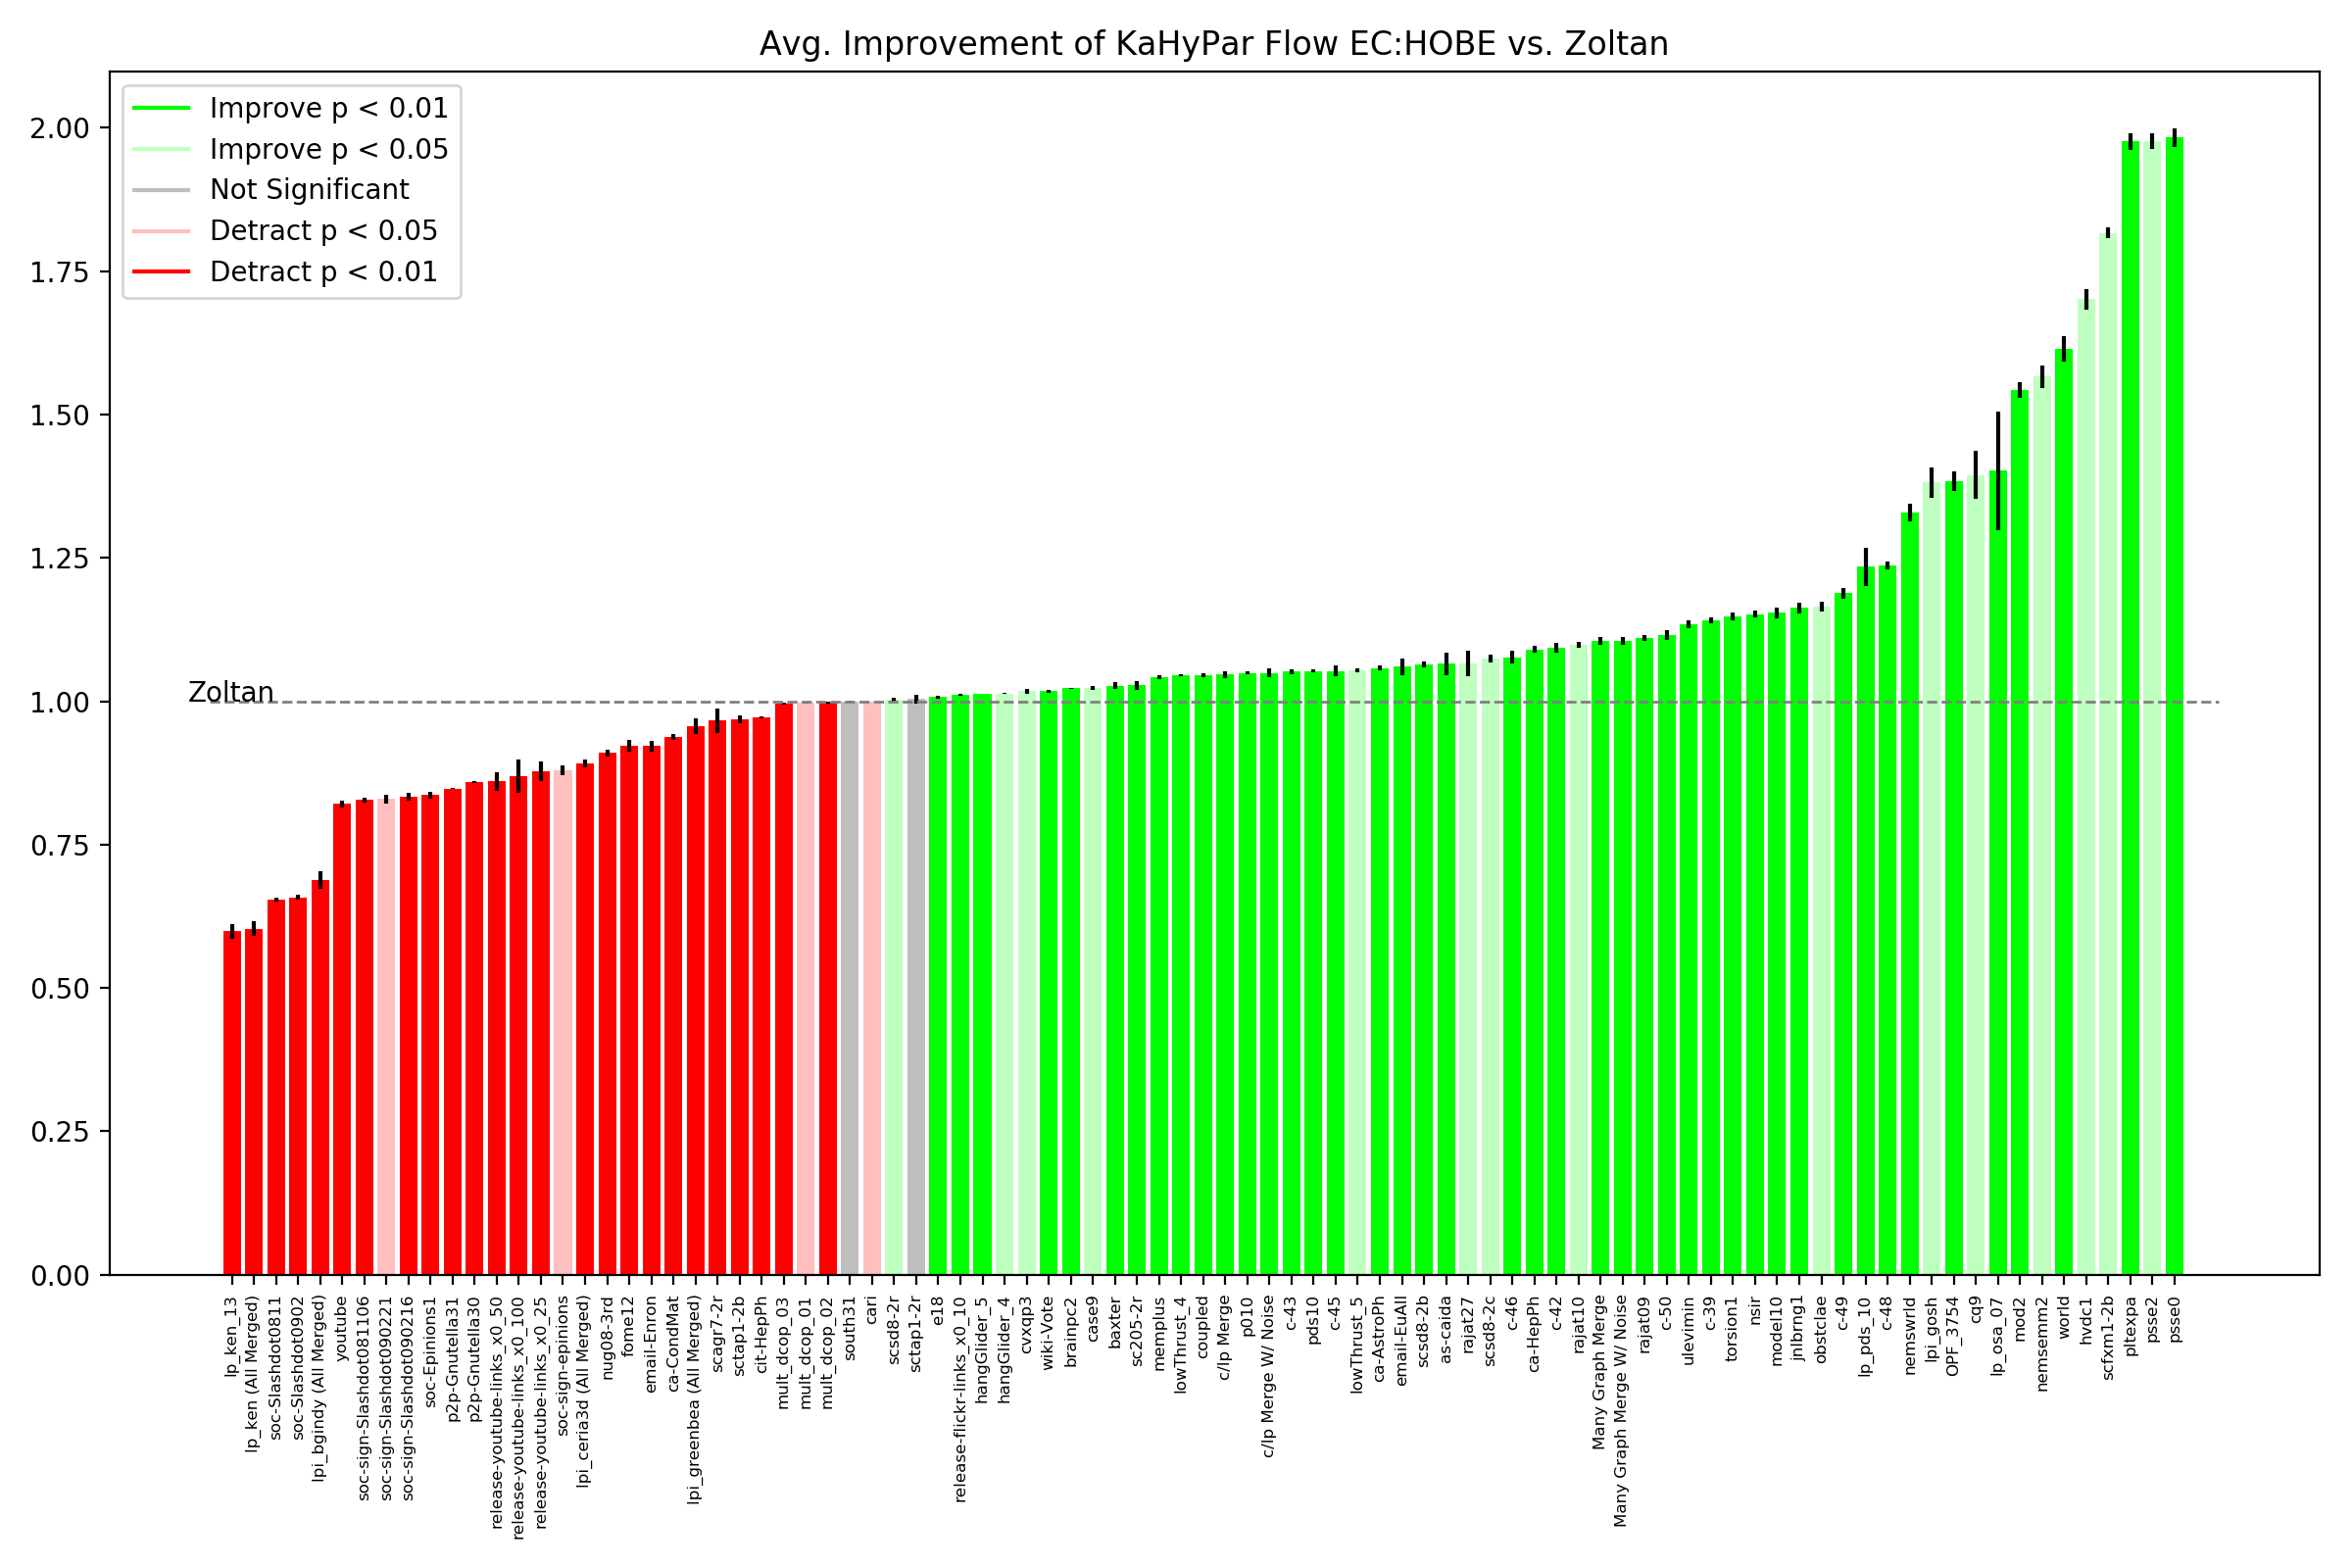 Avg. Improvement of KaHyPar Flow EC:HOBE vs. Zoltan
Improve p < 0.01
Improve p < 0.05
Not Significant
Detract p < 0.05
Detract p < 0.01
2.00
1.75
1.50
1.25
1.00
0.75
0.50
0.25
0.00
Zoltan
lp_ken_13
lp_ken (All Merged)
soc-Slashdot0811
soc-Slashdot0902
lpi_bgindy (All Merged)
youtube
soc-sign-Slashdot081106
soc-sign-Slashdot090221
soc-sign-Slashdot090216
soc-Epinions1
p2p-Gnutella31
p2p-Gnutella30
release-youtube-links_x0_50
release-youtube-links_x0_100
release-youtube-links_x0_25
soc-sign-epinions
lpi_ceria3d (All Merged)
nug08-3rd
fome12
email-Enron
ca-CondMat
lpi_greenbea (All Merged)
scagr7-2r
sctap1-2b
cit-HepPh
mult_dcop_03
mult_dcop_01
mult_dcop_02
south31
cari
scsd8-2r
sctap1-2r
e18
release-flickr-links_x0_10
hangGlider_5
hangGlider_4
cvxqp3
wiki-Vote
brainpc2
case9
baxter
sc205-2r
memplus
lowThrust_4
coupled
c/lp Merge
p010
c/lp Merge W/ Noise
c-43
pds10
c-45
lowThrust_5
ca-AstroPh
email-EuAll
scsd8-2b
as-caida
rajat27
scsd8-2c
c-46
ca-HepPh
c-42
rajat10
Many Graph Merge
Many Graph Merge W/ Noise
rajat09
c-50
ulevimin
c-39
torsion1
nsir
model10
jnlbrng1
obstclae
c-49
lp_pds_10
c-48
nemswrld
lpi_gosh
OPF_3754
cq9
lp_osa_07
mod2
nemsemm2
world
hvdc1
scfxm1-2b
pltexpa
psse2
psse0